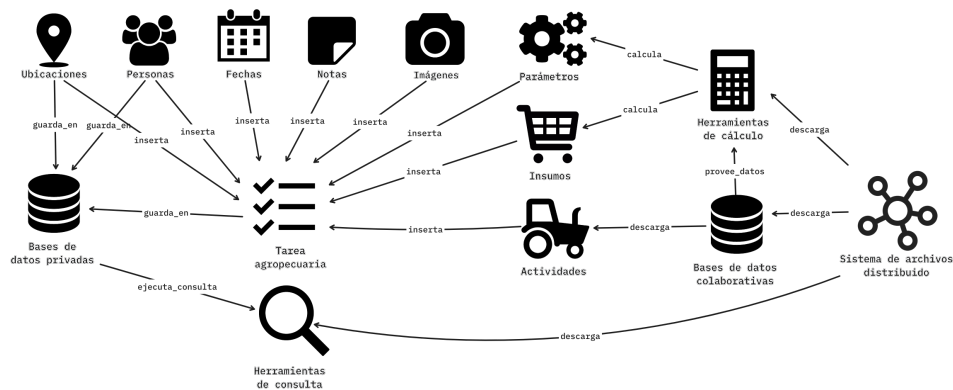 Ubicaciones
Personas
Fechas
Notas
Imágenes
Parámetros
calcula
calcula
Herramientas
de cálculo
descarga
guarda_en
guarda_en
inserta
inserta
inserta
inserta
inserta
inserta
inserta
Insumos
provee_datos
guarda_en
inserta
descarga
descarga
Bases de
datos privadas
Tarea
agropecuaria
Actividades
Bases de datos
colaborativas
Sistema de archivos
distribuido
ejecuta_consulta
descarga
Herramientas
de consulta